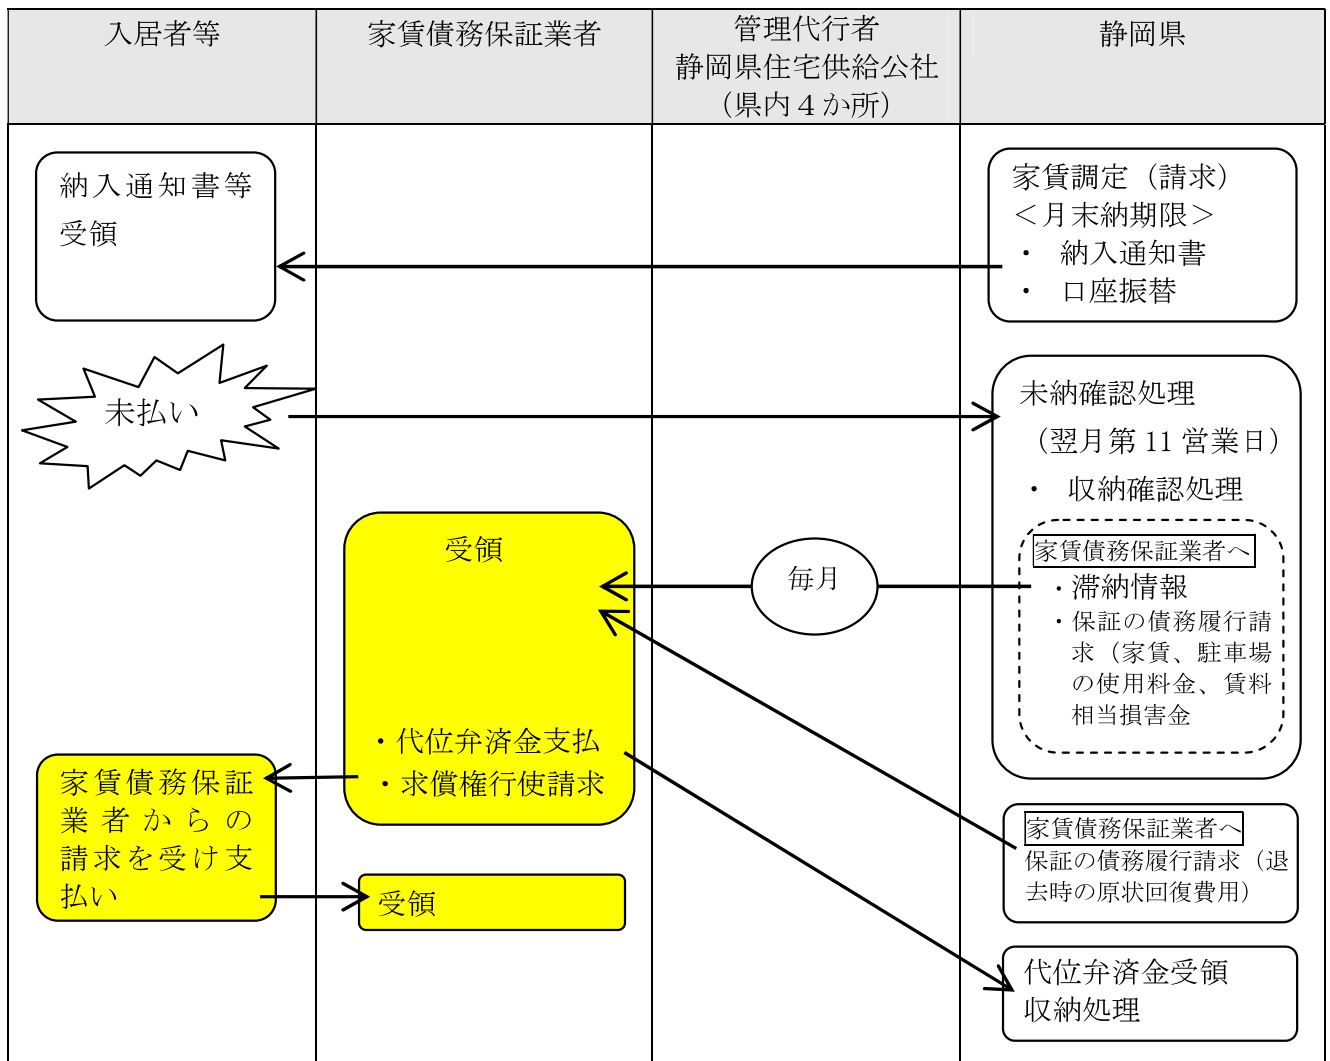 入居者等
家賃債務保証業者
管理代行者
静岡県住宅供給公社
（県内４か所）
静岡県
納入通知書等
受領
家賃調定（請求）
＜月末納期限＞
・ 納入通知書
・ 口座振替
未払い
未納確認処理
（翌月第 11 営業日）
・ 収納確認処理
家賃債務保証業者へ
・滞納情報
・保証の債務履行請
求（家賃、駐車場
の使用料金、賃料
相当損害金
毎月
受領
・代位弁済金支払
・求償権行使請求
家賃債務保証
業者からの
請求を受け支
払い
受領
家賃債務保証業者へ
保証の債務履行請求（退
去時の原状回復費用）
代位弁済金受領
収納処理